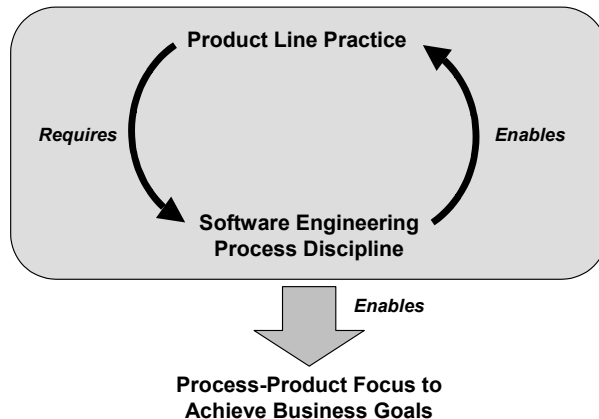 Product Line Practice
Requires
Enables
Software Engineering
Process Discipline
Enables
Process-Product Focus to
Achieve Business Goals